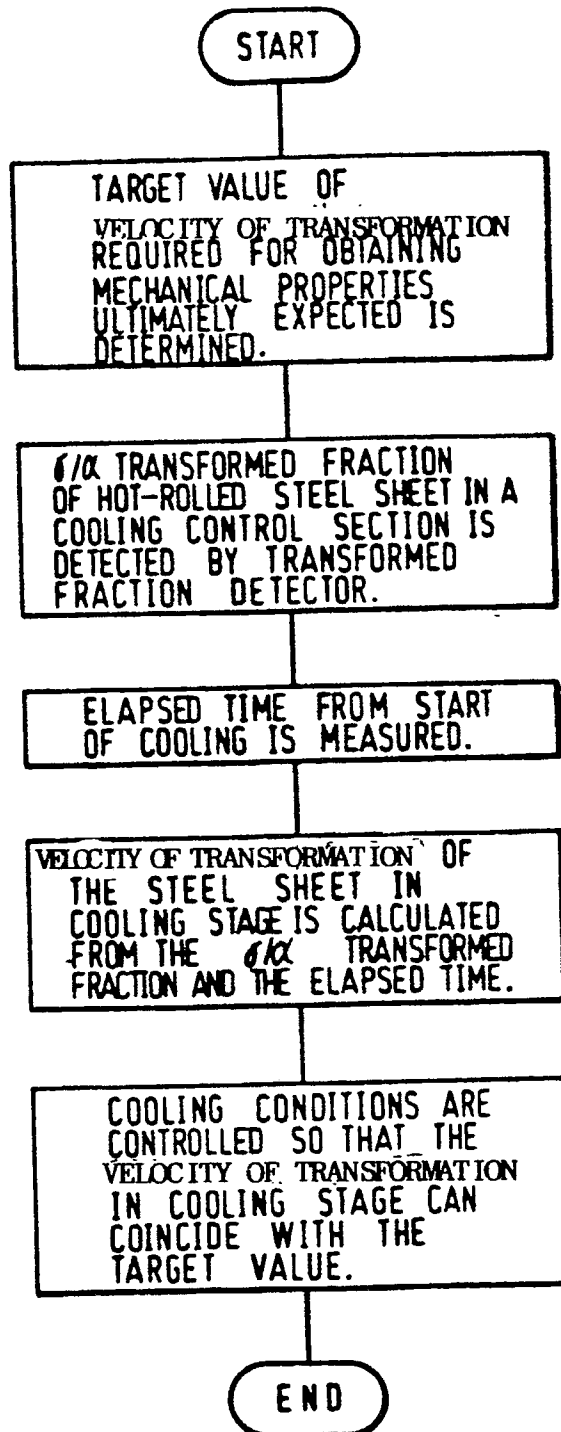 START
TARGET VALUE OF
VELOCITY OF TRANSFORMATION
REQUIRED FOR OBTAINING
MECHANICAL PROPERTIES
ULTIMATELY EXPECTED IS
DETERMINED.
γ/α TRANSFORMED FRACTION
OF HOT-ROLLED STEEL SHEET IN A
COOLING CONTROL SECTION IS
DETECTED BY TRANSFORMED
FRACTION DETECTOR.
ELAPSED TIME FROM START
OF COOLING IS MEASURED.
VELOCITY OF TRANSFORMATION OF
THE STEEL SHEET IN
COOLING STAGE IS CALCULATED
FROM THE γ/α TRANSFORMED
FRACTION AND THE ELAPSED TIME.
COOLING CONDITIONS ARE
CONTROLLED SO THAT THE
VELOCITY OF TRANSFORMATION
IN COOLING STAGE CAN
COINCIDE WITH THE
TARGET VALUE.
END